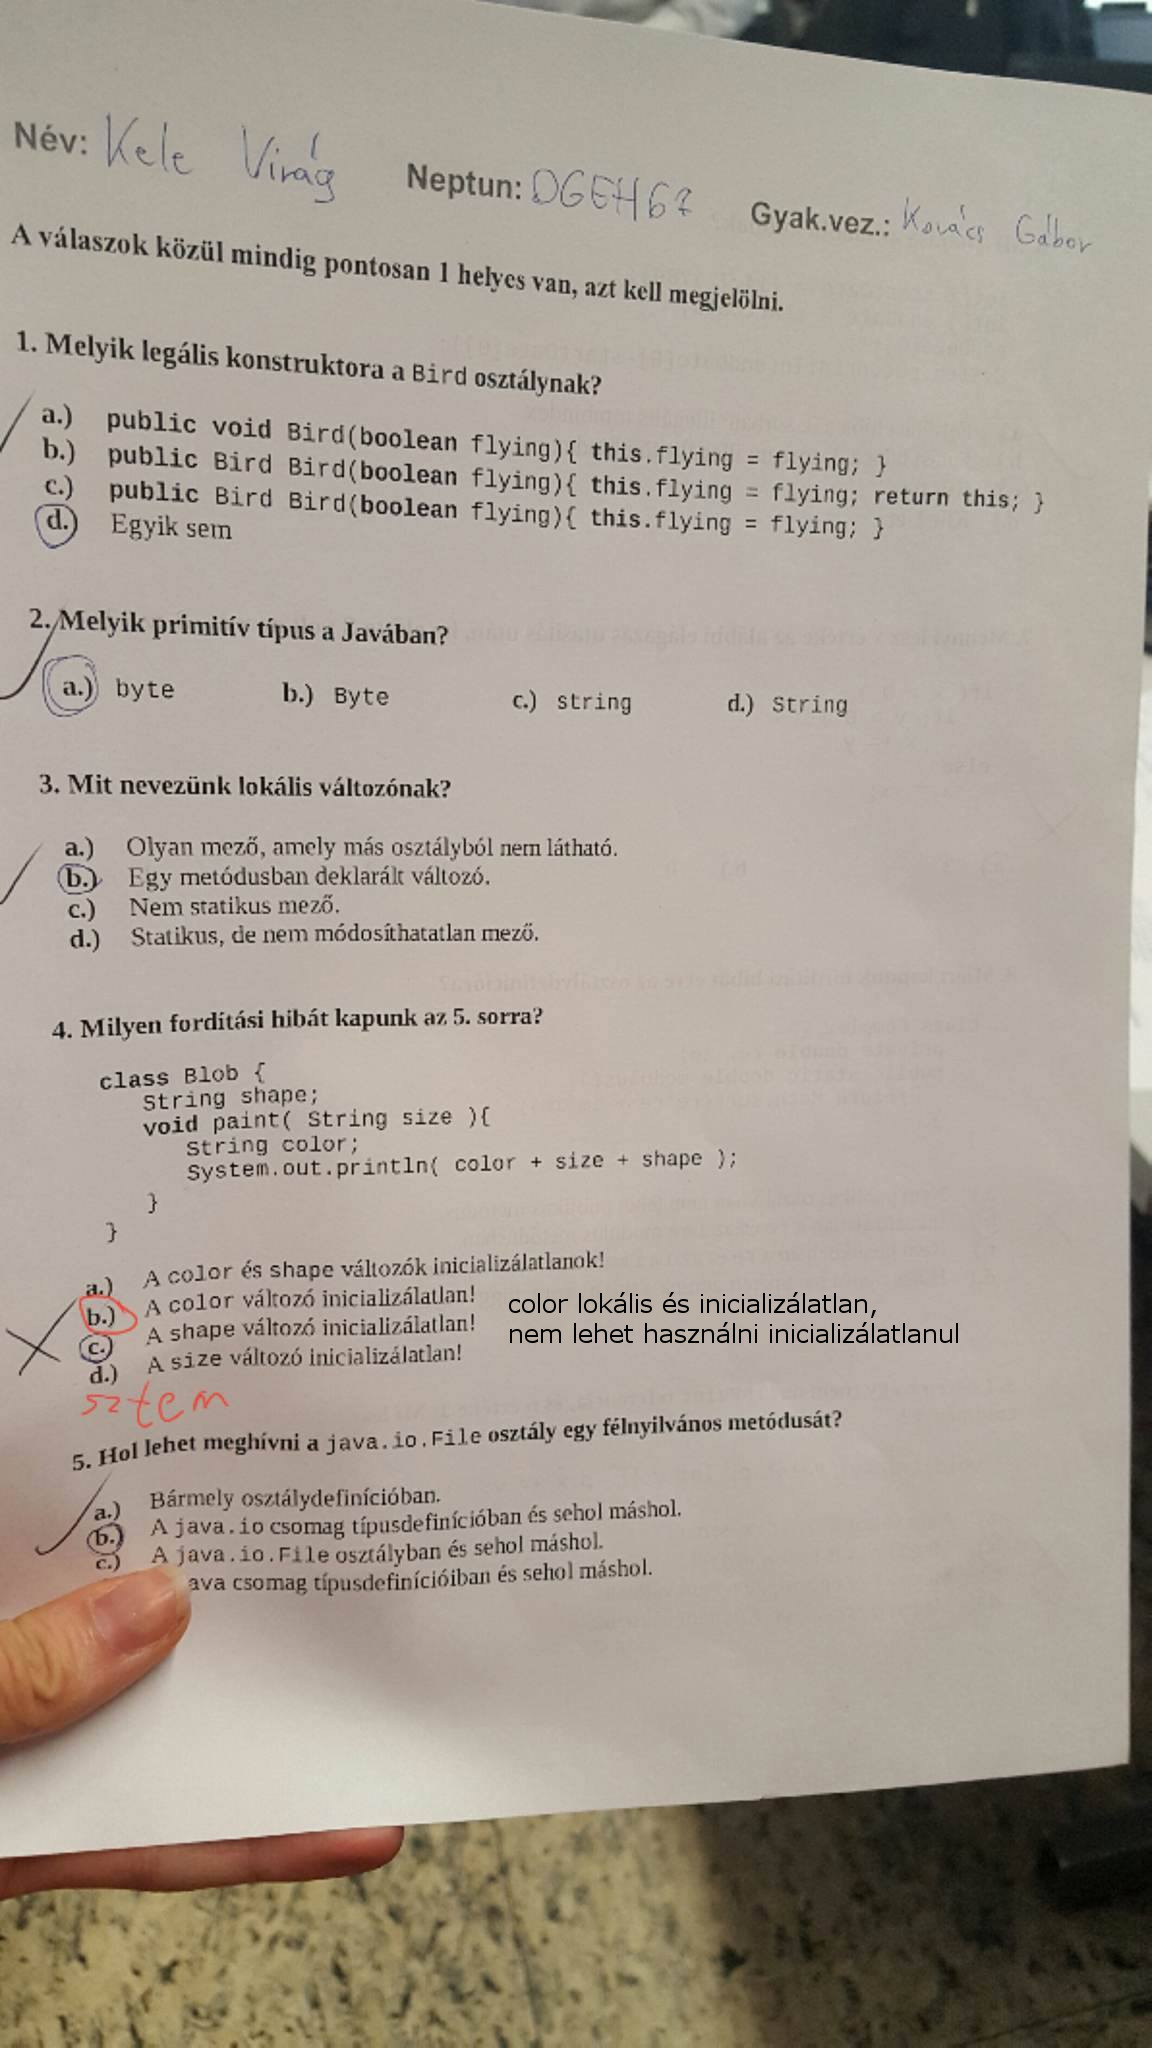 Név: Kele Virág Neptun: DGEH67 Gyak.vez.: Kovács Gábor
A válaszok közül mindig pontosan 1 helyes van, azt kell megjelölni.
1. Melyik legális konstruktora a Bird osztálynak?
a.) public void Bird(boolean flying){ this.flying = flying; }
b.) public Bird Bird(boolean flying){ this.flying = flying; return this; }
c.) public Bird Bird(boolean flying){ this.flying = flying; }
d.) Egyik sem
2. Melyik primitív típus a Javában?
a.) byte b.) Byte c.) string d.) String
3. Mit nevezünk lokális változónak?
a.) Olyan mező, amely más osztályból nem látható.
b.) Egy metódusban deklarált változó.
c.) Nem statikus mező.
d.) Statikus, de nem módosíthatatlan mező.
4. Milyen fordítási hibát kapunk az 5. sorra?
class Blob {
String shape;
void paint( String size ){
String color;
System.out.println( color + size + shape );
}
}
a.) A color és shape változók inicializálatlanok!
b.) A color változó inicializálatlan!
color lokális és inicializálatlan,
c.) A shape változó inicializálatlan!
nem lehet használni inicializálatlanul
d.) A size változó inicializálatlan!
sztem
5. Hol lehet meghívni a java.io.File osztály egy félnyilvános metódusát?
a.) Bármely osztálydefinícióban.
b.) A java.io csomag típusdefinícióban és sehol máshol.
c.) A java.io.File osztályban és sehol máshol.
ava csomag típusdefinícióiban és sehol máshol.